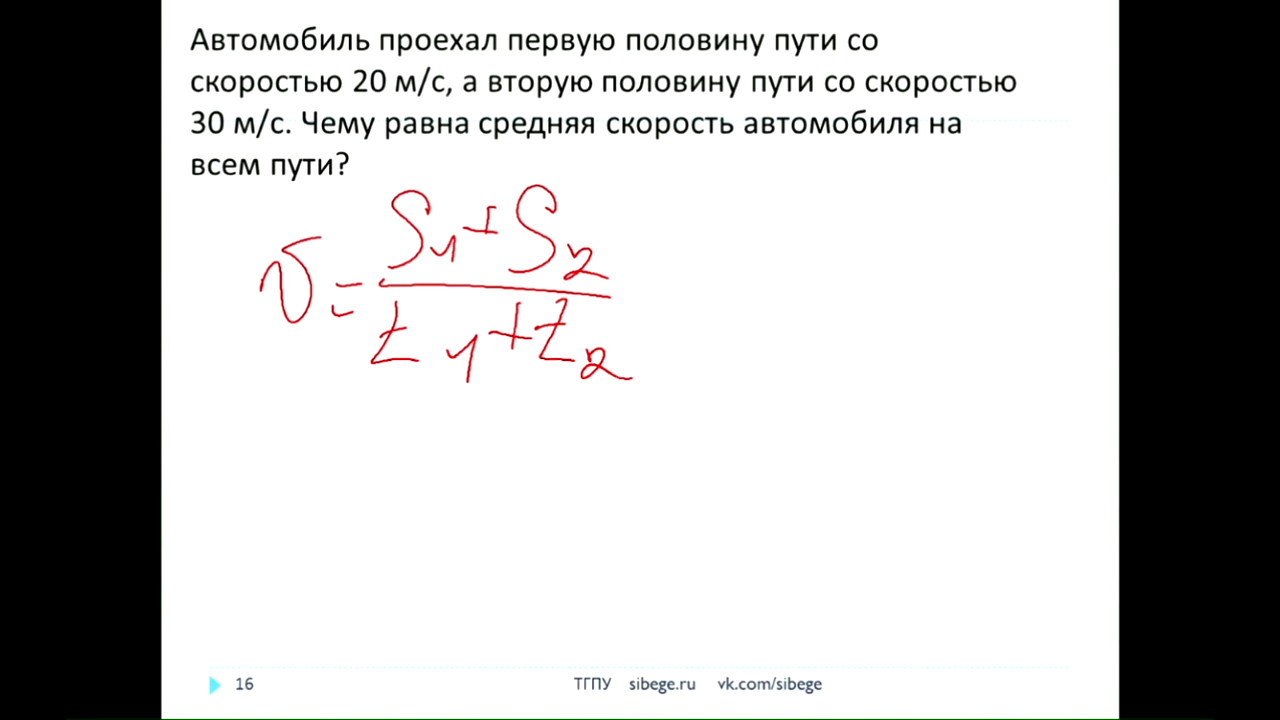 Автомобиль проехал первую половину пути со
скоростью 20 м/с, а вторую половину пути со скоростью
30 м/с. Чему равна средняя скорость автомобиля на
всем пути?
υ = (S₁ + S₂) / (t₁ + t₂)
16 ТГПУ sibege.ru vk.com/sibege